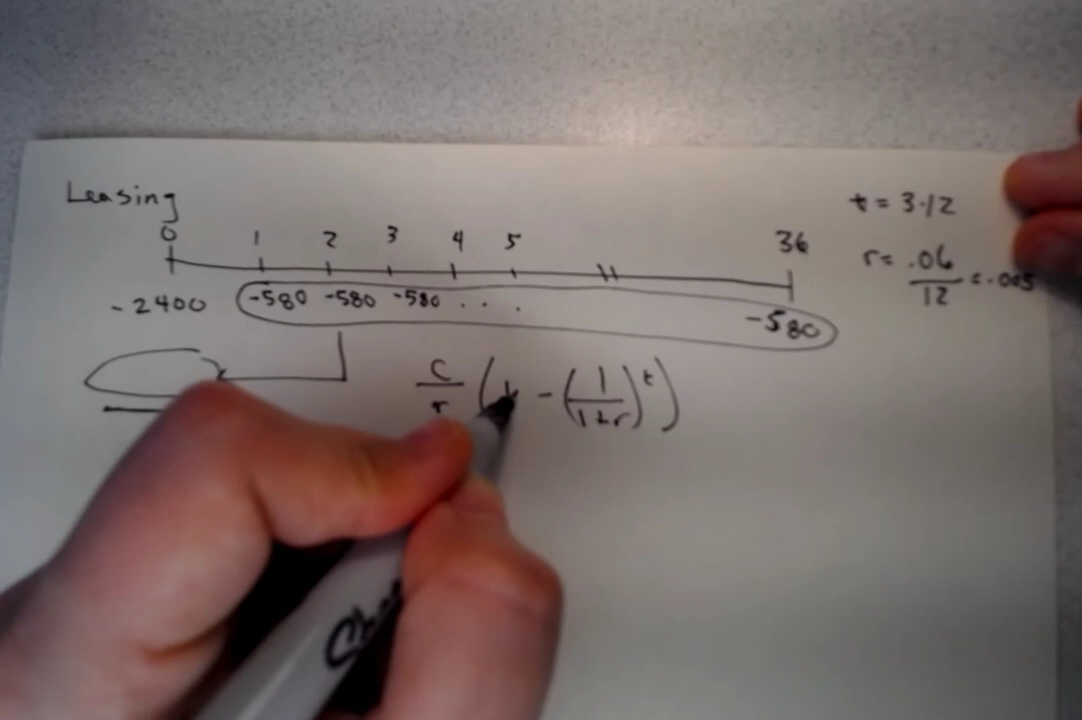 Leasing
0 1 2 3 4 5 36
-2400 -580 -580 -580 . . . -580
t = 3·12
r = .06/12 = .005
C/r (1 - (1/1+r)^t)